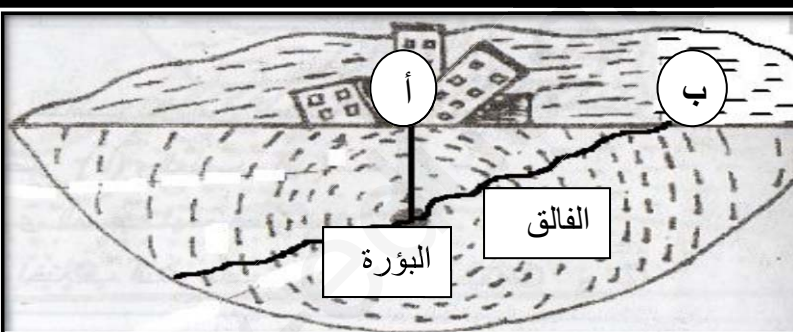 أ
ب
الفالق
البؤرة